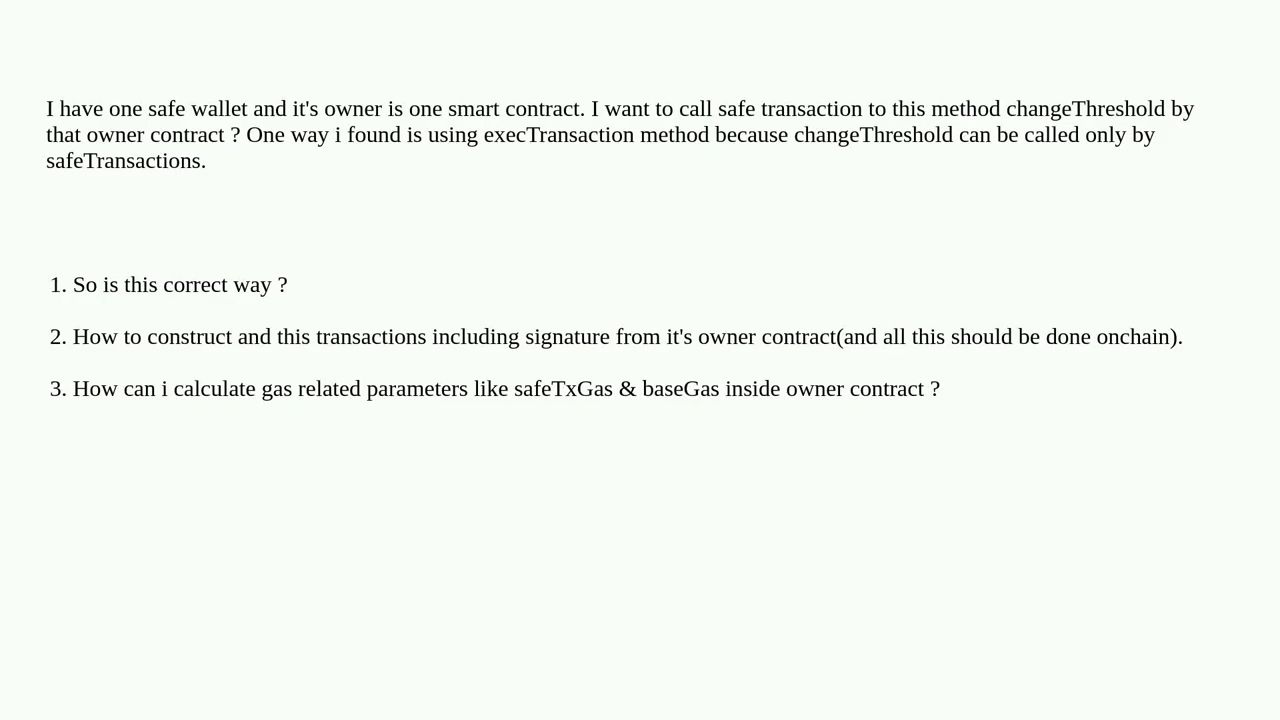 I have one safe wallet and it's owner is one smart contract. I want to call safe transaction to this method changeThreshold by
that owner contract ? One way i found is using execTransaction method because changeThreshold can be called only by
safeTransactions.
1. So is this correct way ?
2. How to construct and this transactions including signature from it's owner contract(and all this should be done onchain).
3. How can i calculate gas related parameters like safeTxGas & baseGas inside owner contract ?